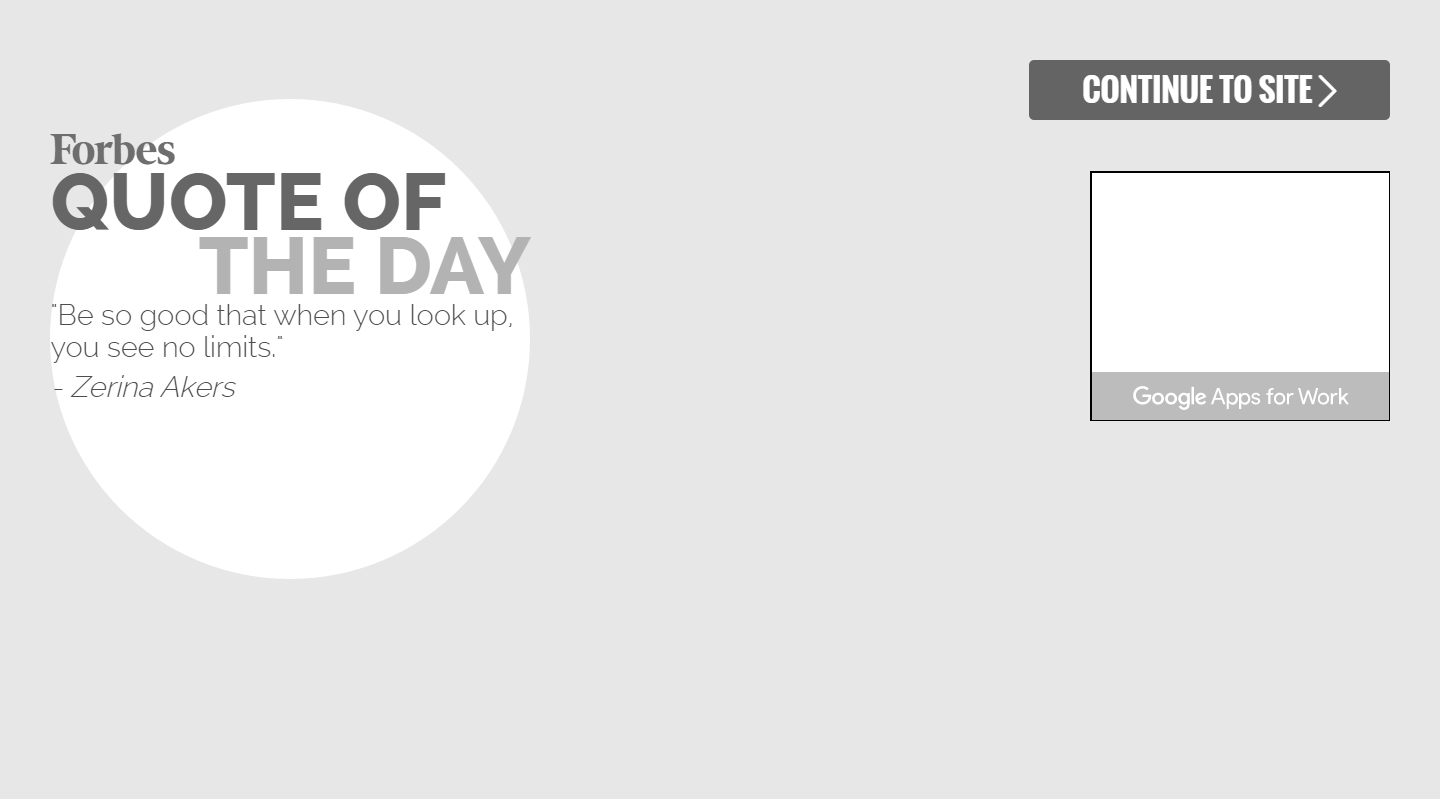 Forbes
QUOTE OF
THE DAY
"Be so good that when you look up,
you see no limits."
- Zerina Akers
CONTINUE TO SITE
Google Apps for Work